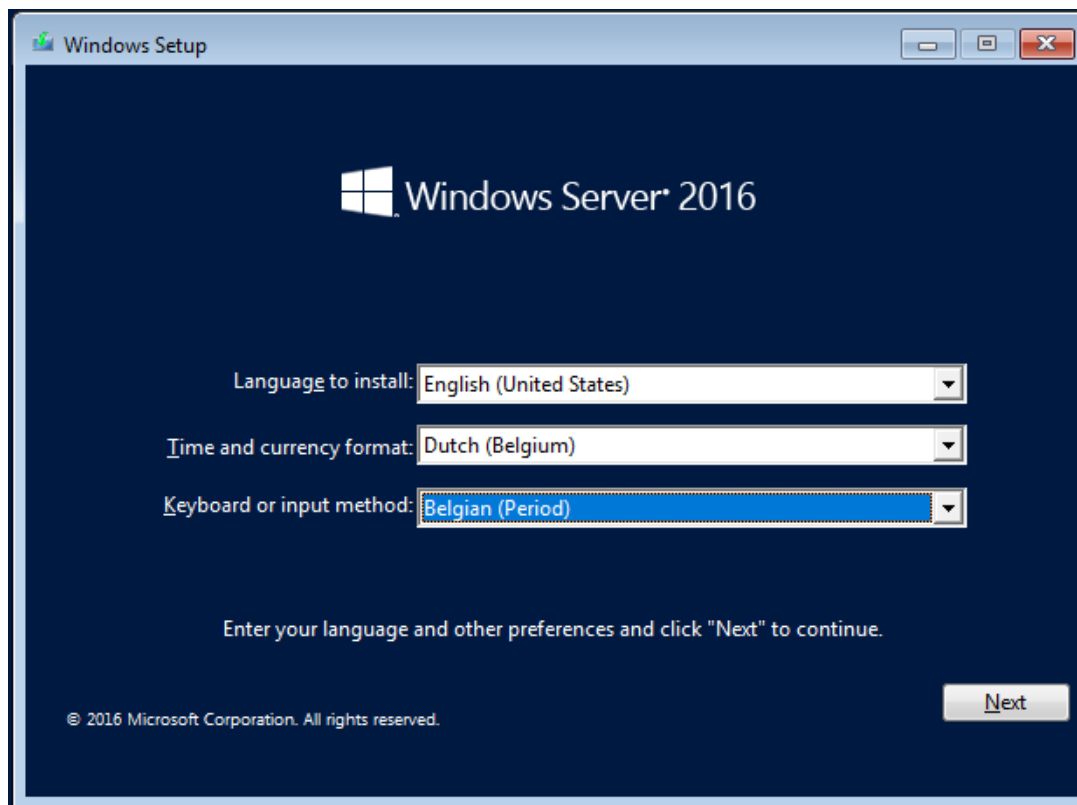 Windows Setup
Windows Server® 2016
Language to install: English (United States)
Time and currency format: Dutch (Belgium)
Keyboard or input method: Belgian (Period)
Enter your language and other preferences and click "Next" to continue.
Next
© 2016 Microsoft Corporation. All rights reserved.